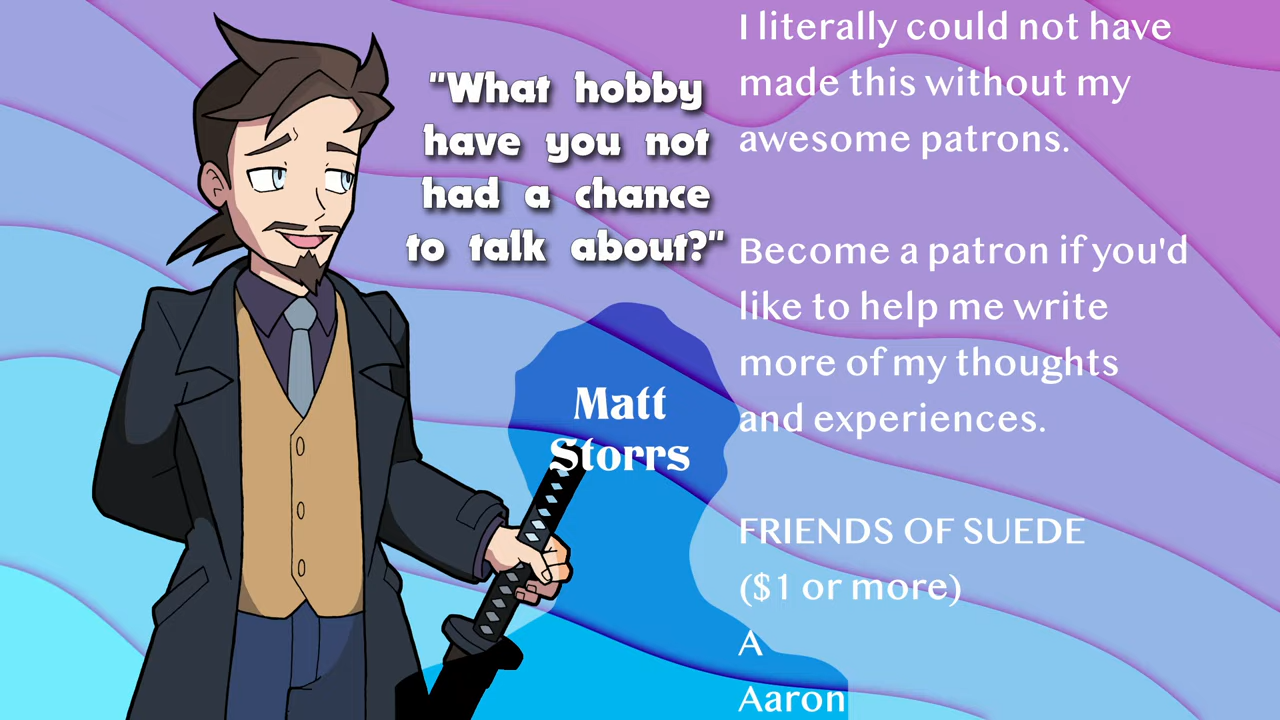 "What hobby
have you not
had a chance
to talk about?"
Matt
Storrs
I literally could not have
made this without my
awesome patrons.
Become a patron if you'd
like to help me write
more of my thoughts
and experiences.
FRIENDS OF SUEDE
($1 or more)
A
Aaron